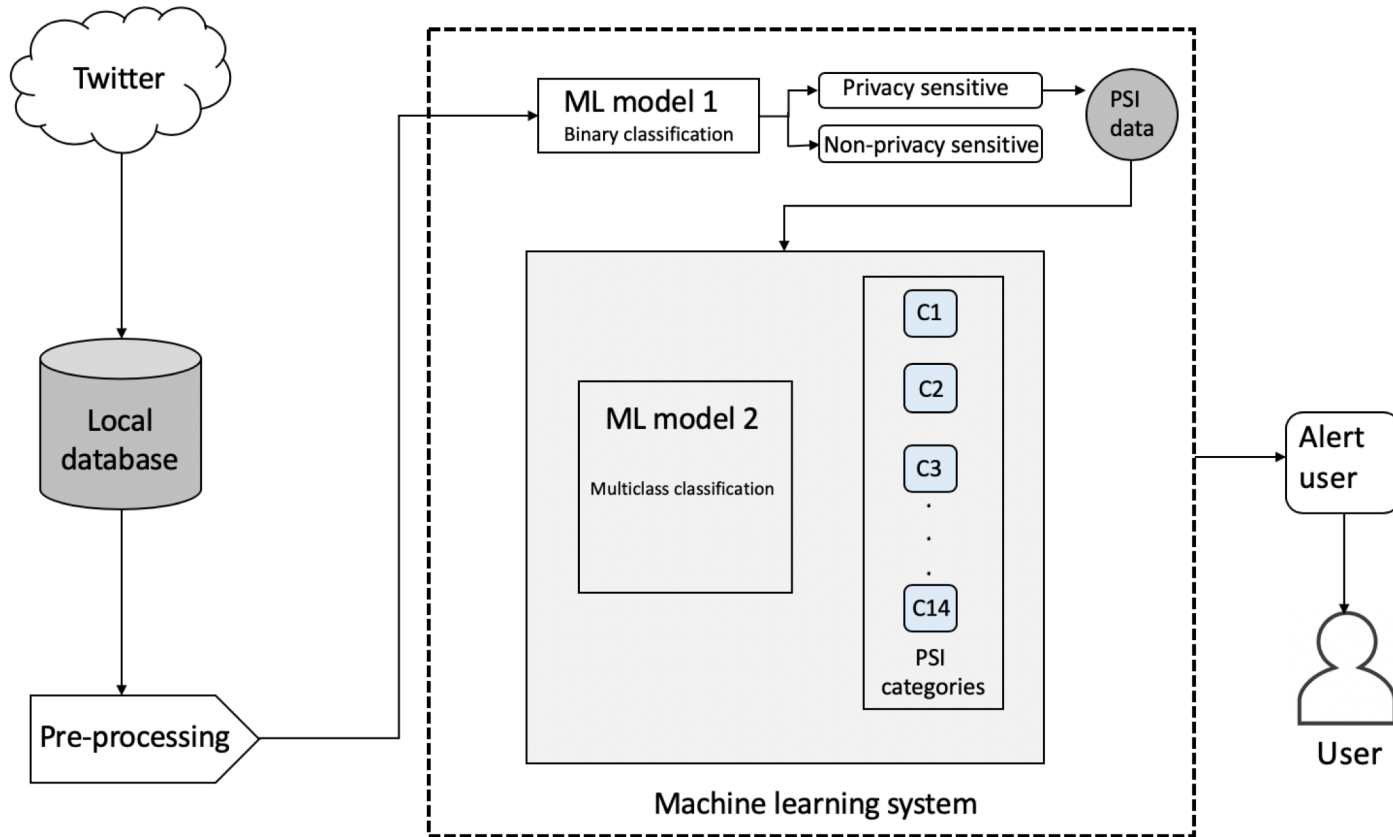 Twitter
Local
database
Pre-processing
ML model 1
Binary classification
Privacy sensitive
Non-privacy sensitive
PSI
data
ML model 2
Multiclass classification
C1
C2
C3
.
.
.
C14
PSI
categories
Machine learning system
Alert
user
User